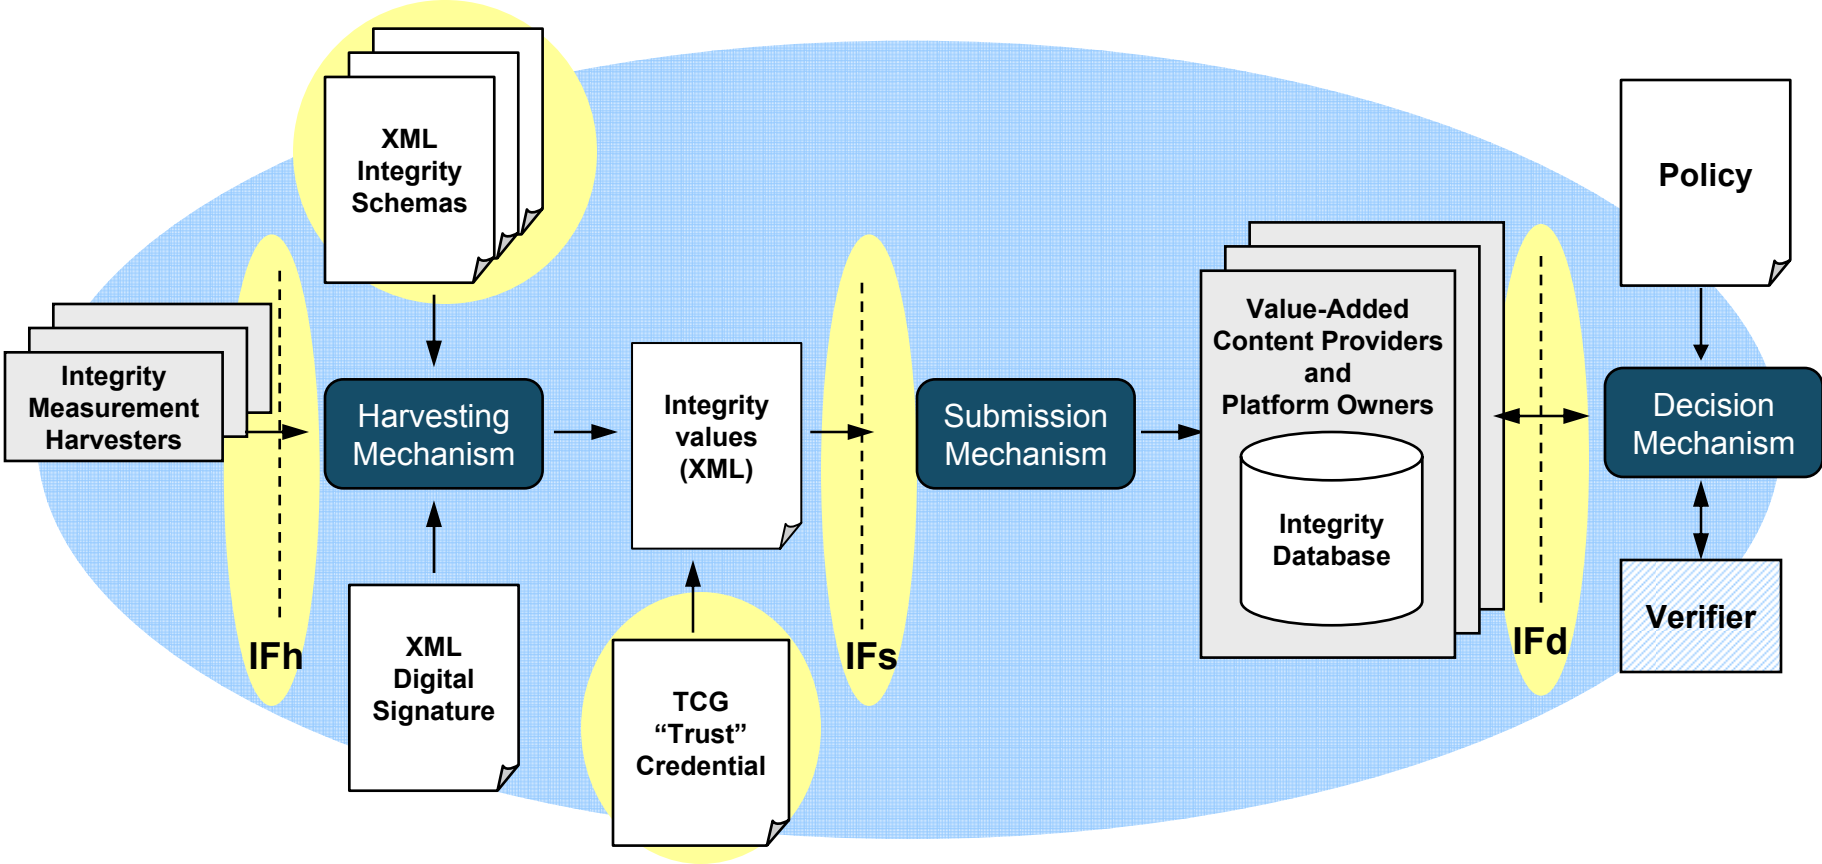 XML
Integrity
Schemas
Policy
Integrity
Measurement
Harvesters
IFh
Harvesting
Mechanism
XML
Digital
Signature
Integrity
values
(XML)
TCG
“Trust”
Credential
IFs
Submission
Mechanism
Value-Added
Content Providers
and
Platform Owners
Integrity
Database
IFd
Decision
Mechanism
Verifier